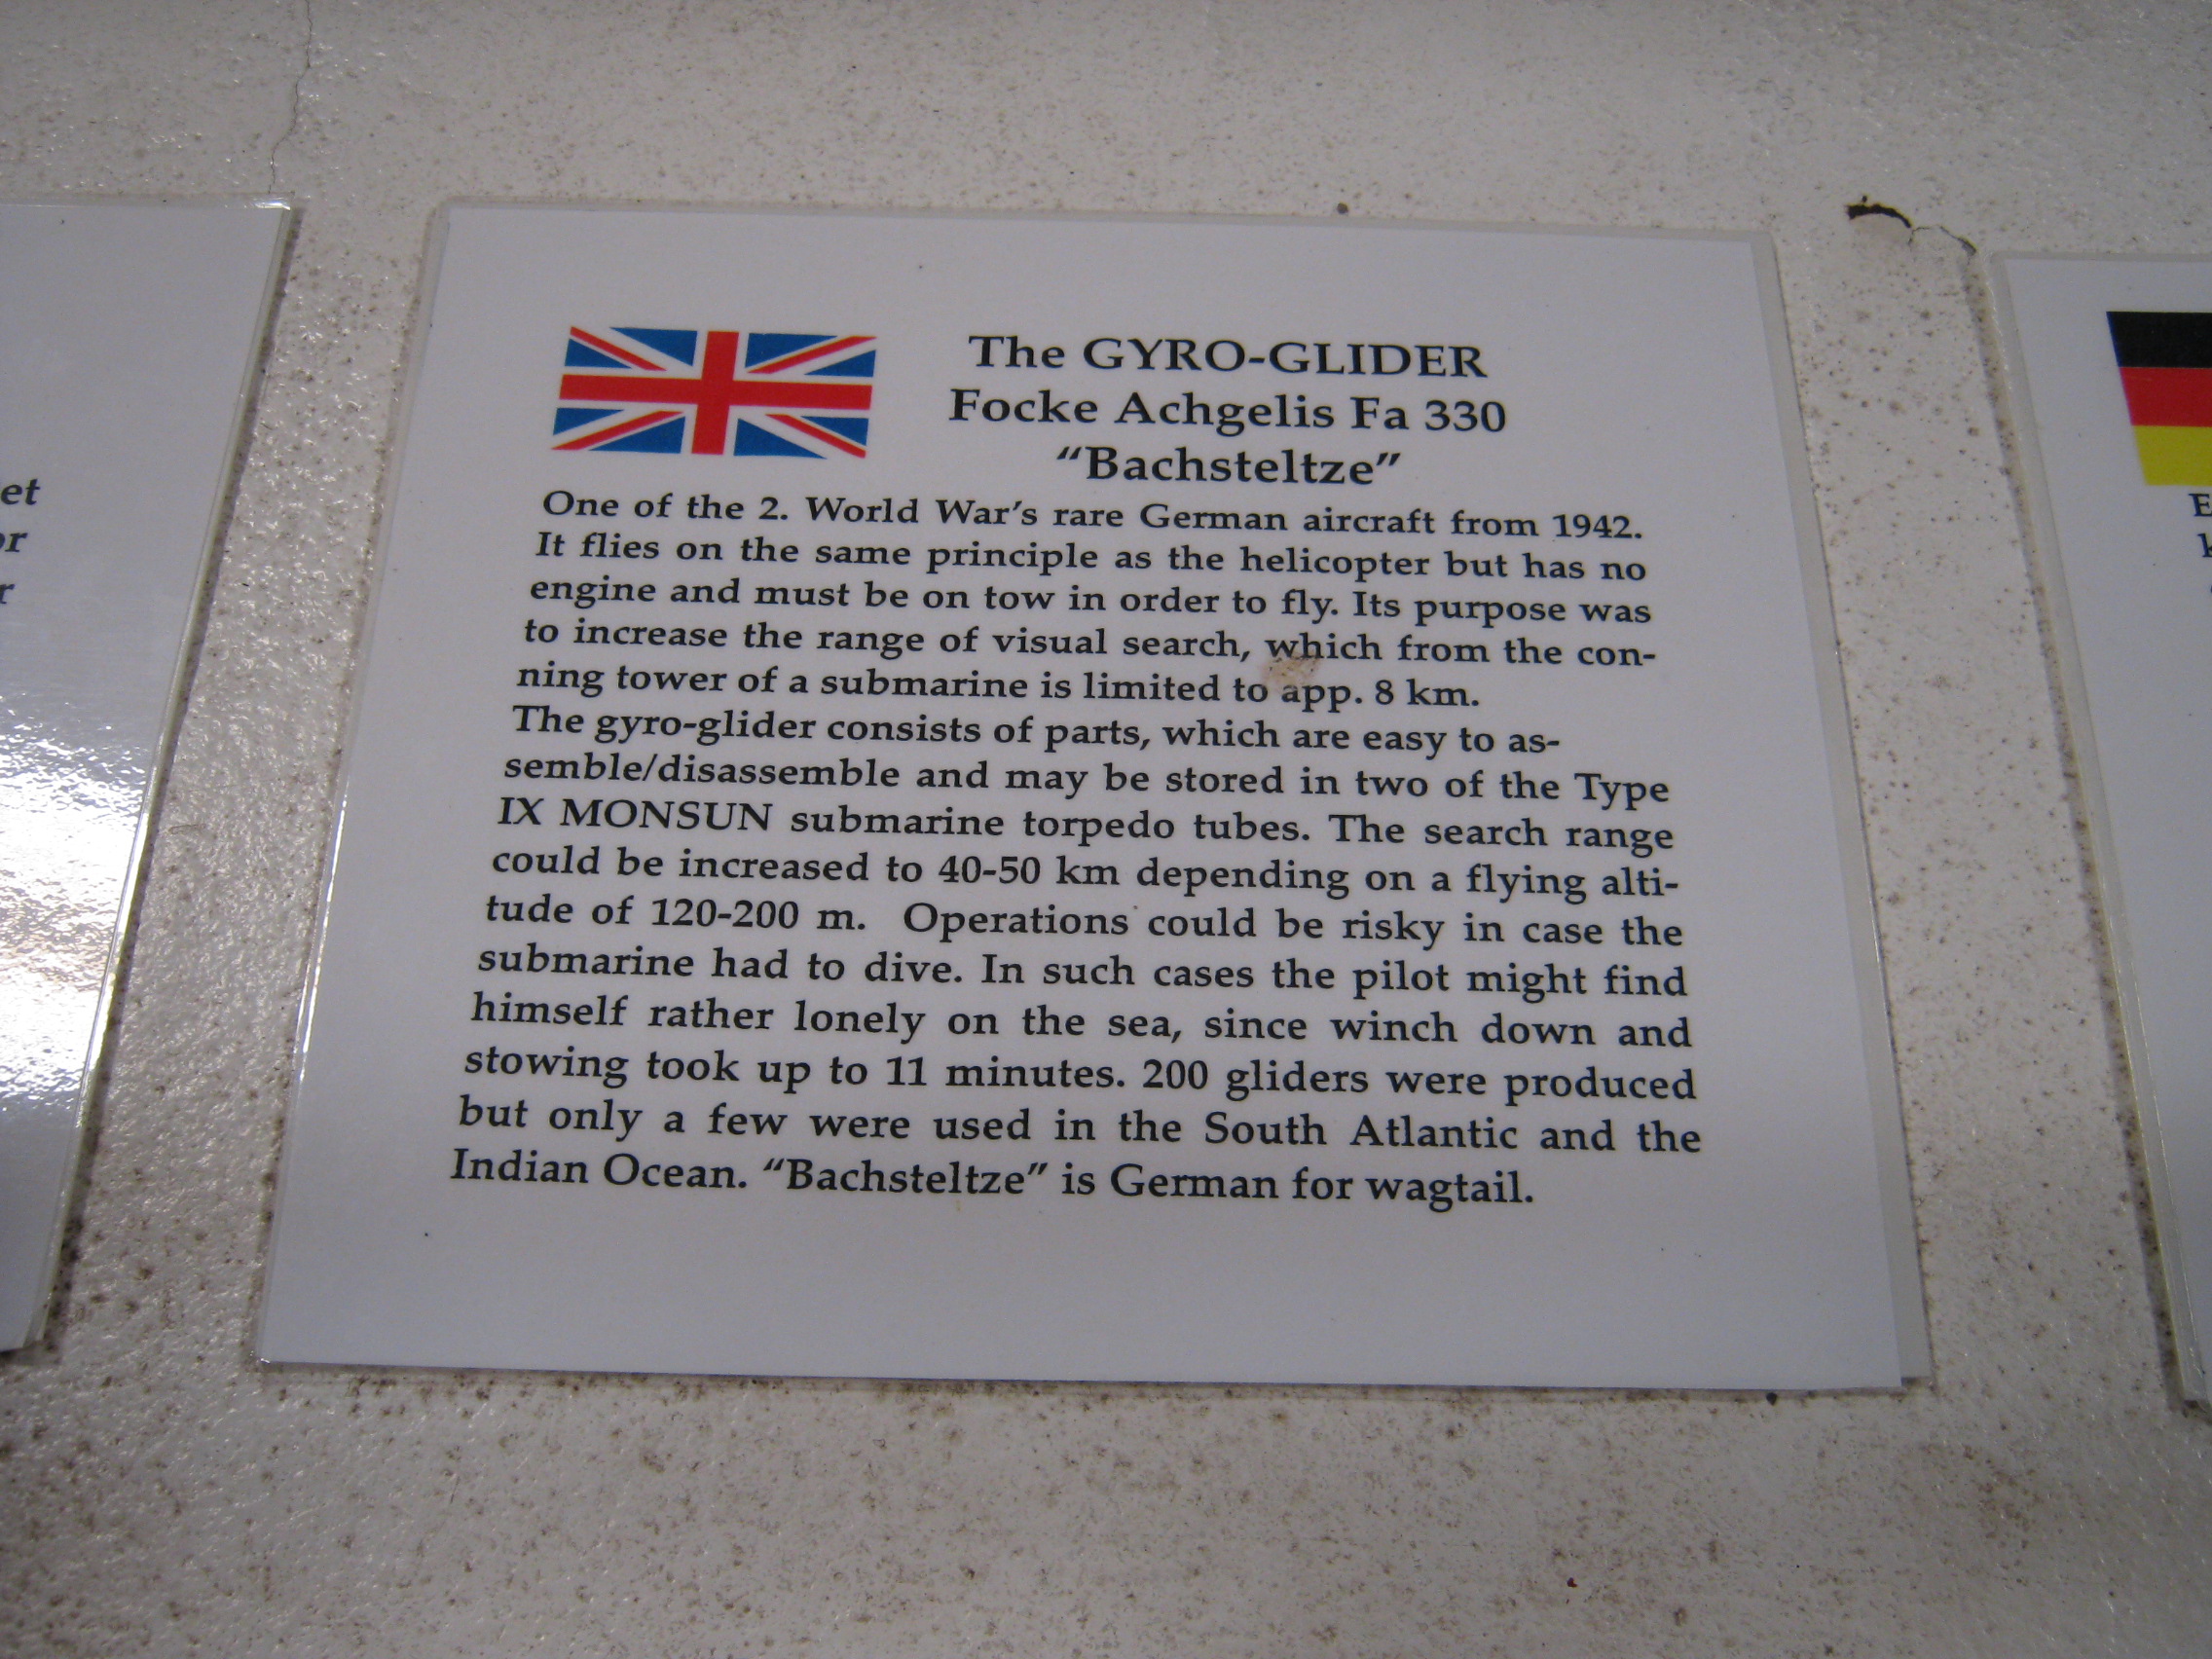 et
or
r
The GYRO-GLIDER
Focke Achgelis Fa 330
“Bachsteltze”
One of the 2. World War’s rare German aircraft from 1942.
It flies on the same principle as the helicopter but has no
engine and must be on tow in order to fly. Its purpose was
to increase the range of visual search, which from the con-
ning tower of a submarine is limited to app. 8 km.
The gyro-glider consists of parts, which are easy to as-
semble/disassemble and may be stored in two of the Type
IX MONSUN submarine torpedo tubes. The search range
could be increased to 40-50 km depending on a flying alti-
tude of 120-200 m. Operations could be risky in case the
submarine had to dive. In such cases the pilot might find
himself rather lonely on the sea, since winch down and
stowing took up to 11 minutes. 200 gliders were produced
but only a few were used in the South Atlantic and the
Indian Ocean. “Bachsteltze” is German for wagtail.
E
k